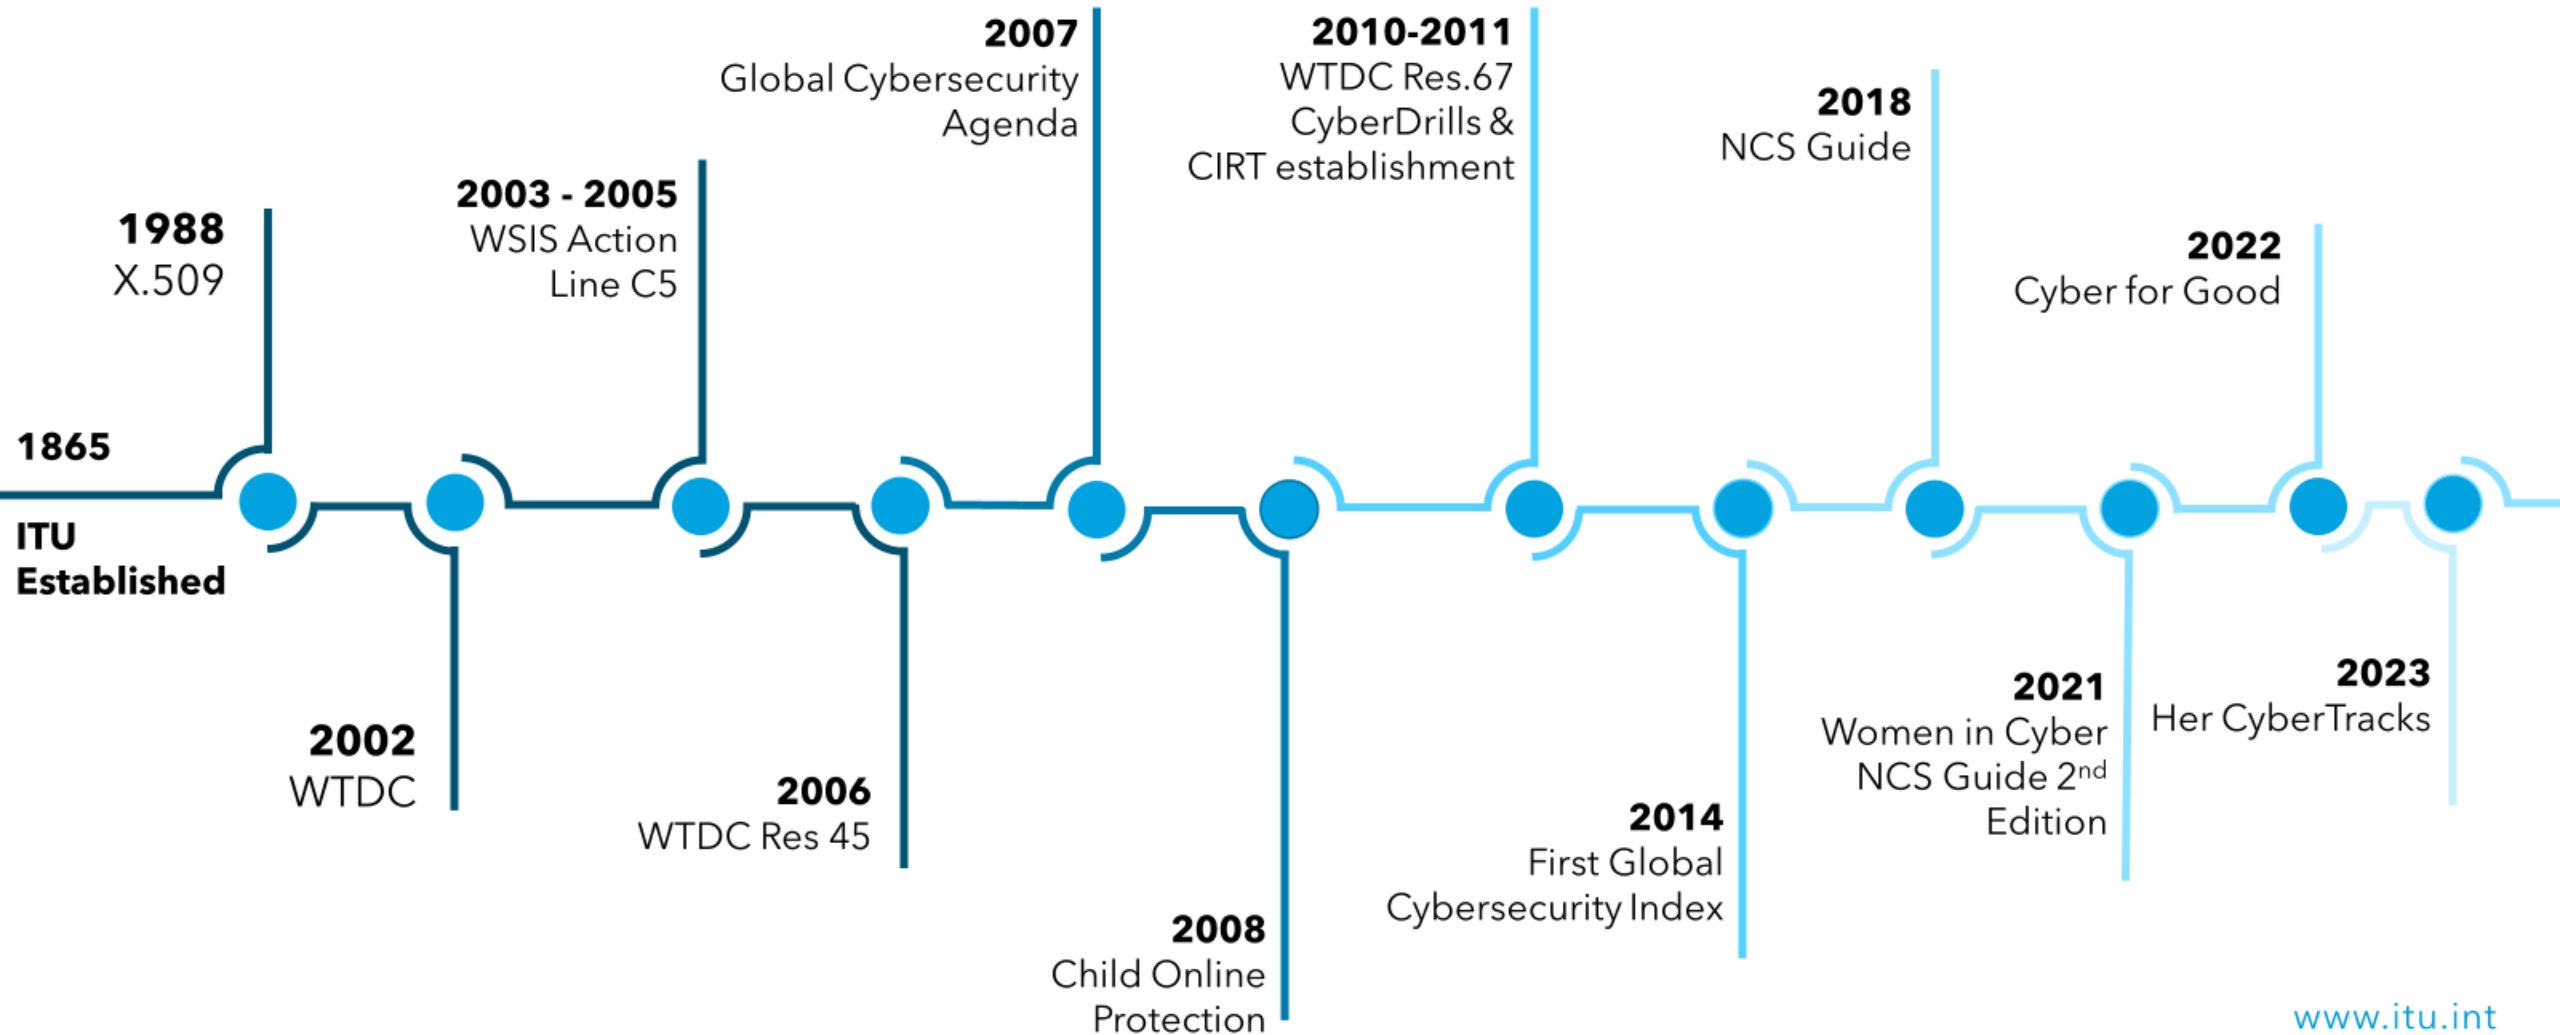 1865
ITU
Established
1988
X.509
2002
WTDC
2003 - 2005
WSIS Action
Line C5
2006
WTDC Res 45
2007
Global Cybersecurity
Agenda
2008
Child Online
Protection
2010-2011
WTDC Res.67
CyberDrills &
CIRT establishment
2014
First Global
Cybersecurity Index
2018
NCS Guide
2021
Women in Cyber
NCS Guide 2nd
Edition
2022
Cyber for Good
2023
Her CyberTracks
www.itu.int